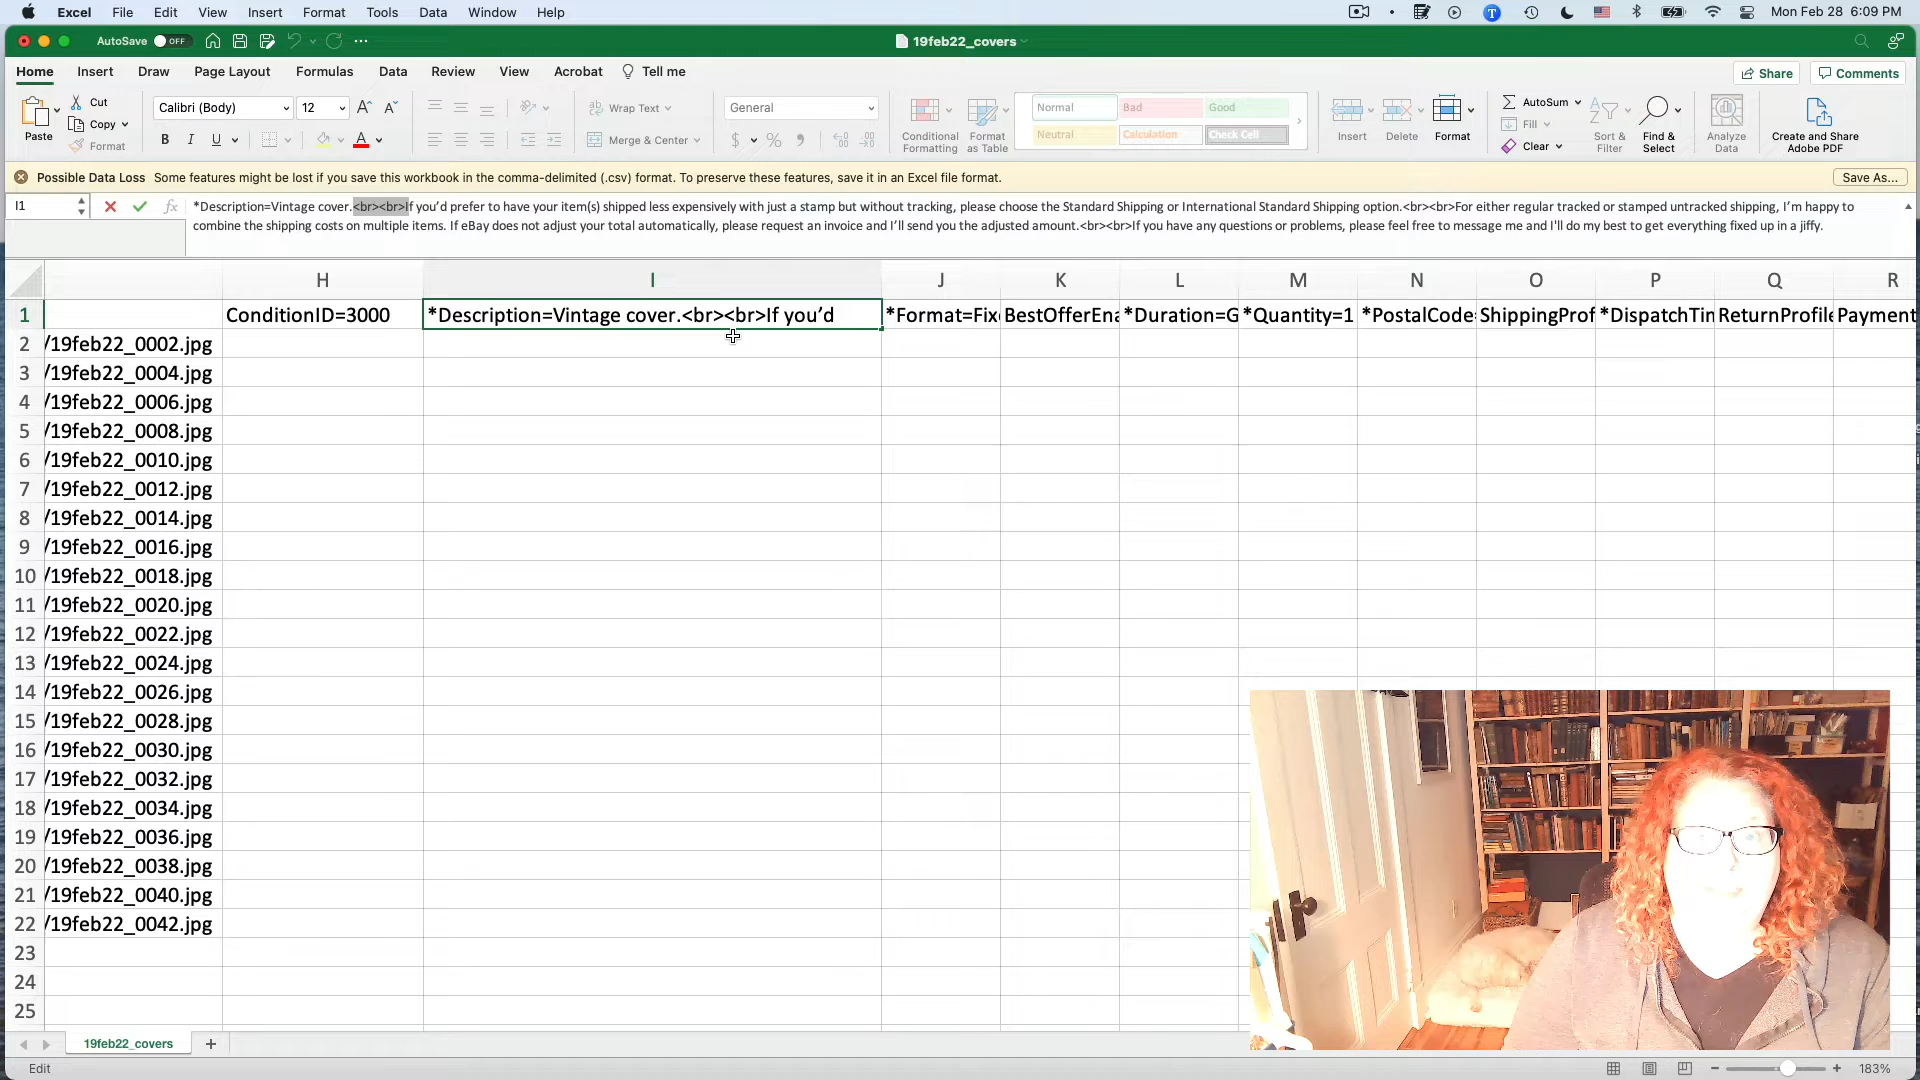 Excel File Edit View Insert Format Tools Data Window Help Mon Feb 28 6:09 PM
AutoSave OFF 19feb22_covers
Home Insert Draw Page Layout Formulas Data Review View Acrobat Tell me Share Comments
Paste Cut Copy Format
Calibri (Body) 12
B I U A
Wrap Text
Merge & Center
General
$ %
Conditional Formatting
Format as Table
Normal Bad Good
Neutral Calculation Check Cell
Insert Delete Format
AutoSum
Fill
Clear
Sort & Filter
Find & Select
Analyze Data
Create and Share Adobe PDF
Possible Data Loss Some features might be lost if you save this workbook in the comma-delimited (.csv) format. To preserve these features, save it in an Excel file format. Save As...
I1 fx *Description=Vintage cover.<br><br>If you’d prefer to have your item(s) shipped less expensively with just a stamp but without tracking, please choose the Standard Shipping or International Standard Shipping option.<br><br>For either regular tracked or stamped untracked shipping, I’m happy to
combine the shipping costs on multiple items. If eBay does not adjust your total automatically, please request an invoice and I’ll send you the adjusted amount.<br><br>If you have any questions or problems, please feel free to message me and I'll do my best to get everything fixed up in a jiffy.
H I J K L M N O P Q R
1 ConditionID=3000 *Description=Vintage cover.<br><br>If you’d *Format=Fix BestOfferEna *Duration=G *Quantity=1 *PostalCode= ShippingProf *DispatchTin ReturnProfile Payment
2 /19feb22_0002.jpg
3 /19feb22_0004.jpg
4 /19feb22_0006.jpg
5 /19feb22_0008.jpg
6 /19feb22_0010.jpg
7 /19feb22_0012.jpg
8 /19feb22_0014.jpg
9 /19feb22_0016.jpg
10 /19feb22_0018.jpg
11 /19feb22_0020.jpg
12 /19feb22_0022.jpg
13 /19feb22_0024.jpg
14 /19feb22_0026.jpg
15 /19feb22_0028.jpg
16 /19feb22_0030.jpg
17 /19feb22_0032.jpg
18 /19feb22_0034.jpg
19 /19feb22_0036.jpg
20 /19feb22_0038.jpg
21 /19feb22_0040.jpg
22 /19feb22_0042.jpg
23
24
25
19feb22_covers
Edit 183%